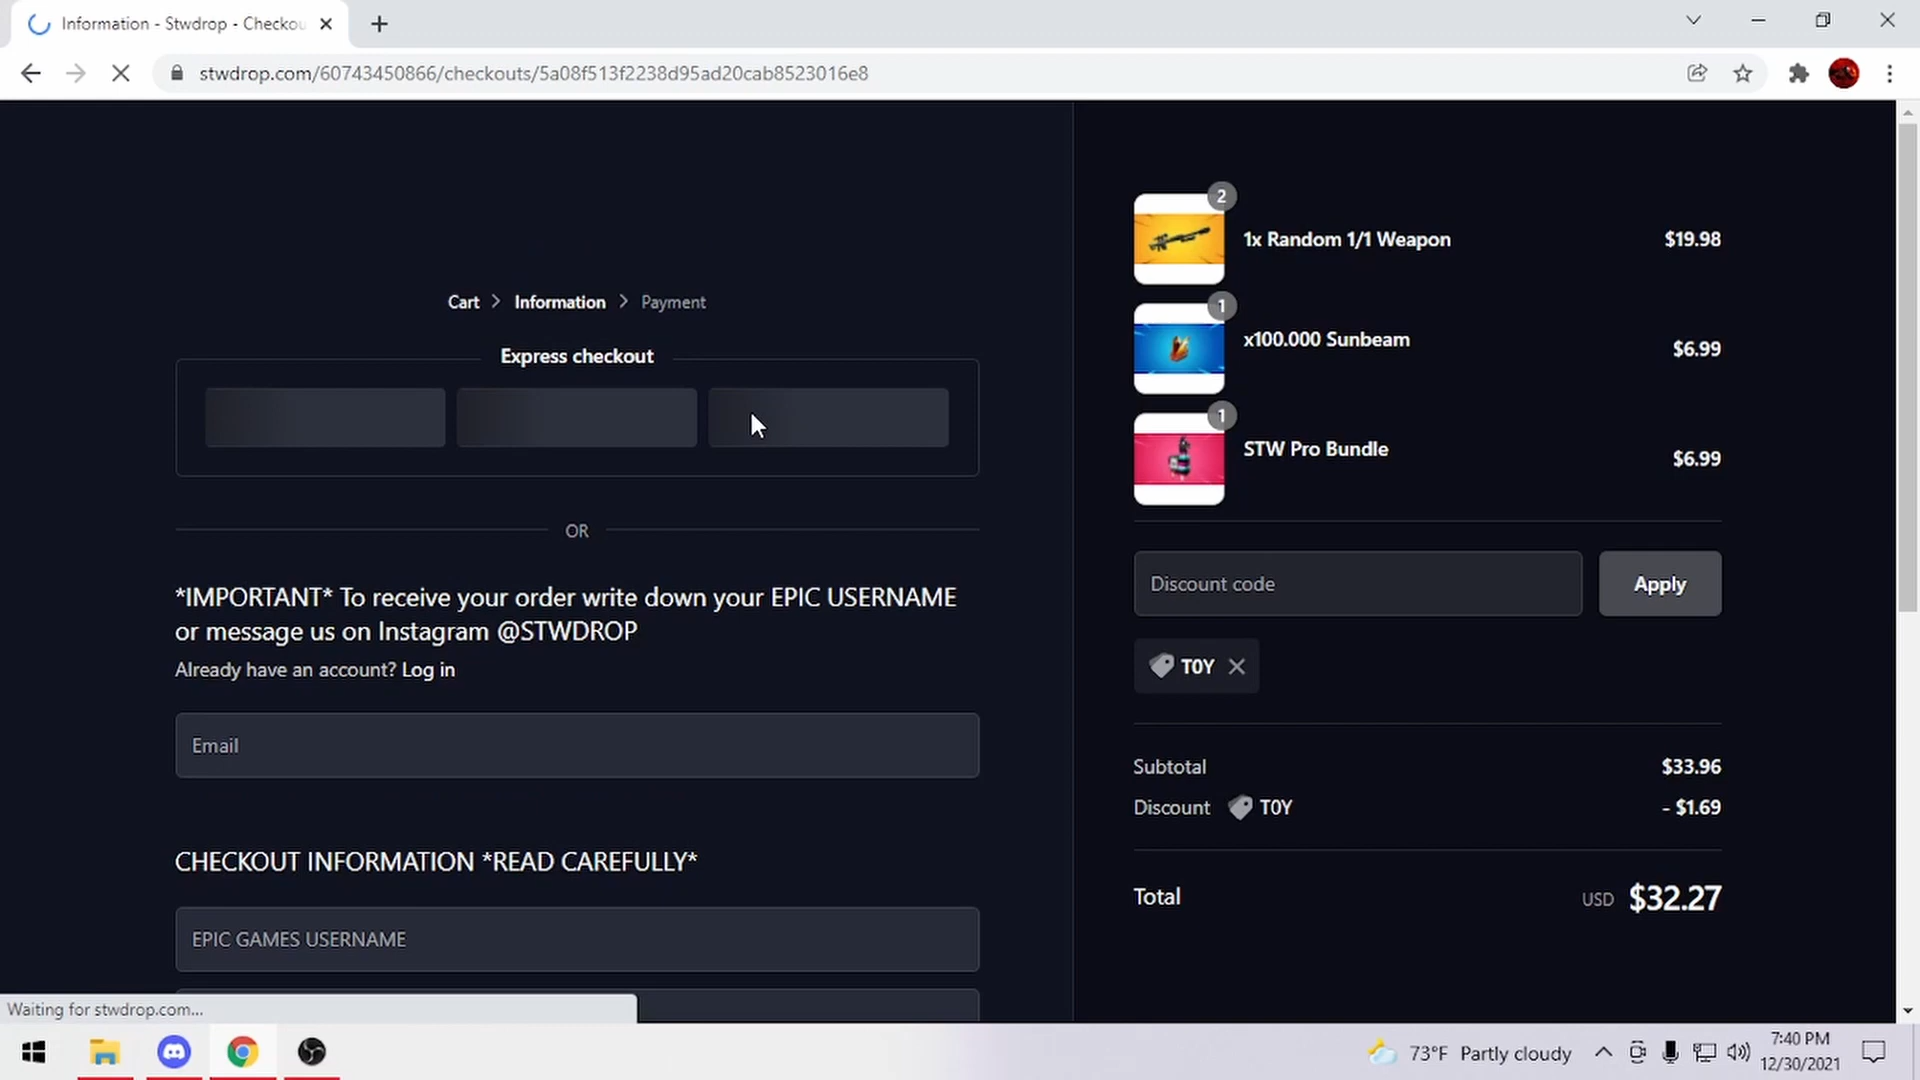 Information - Stwdrop - Checkou
stwdrop.com/60743450866/checkouts/5a08f513f2238d95ad20cab8523016e8
Cart > Information > Payment
Express checkout
OR
*IMPORTANT* To receive your order write down your EPIC USERNAME
or message us on Instagram @STWDROP
Already have an account? Log in
Email
CHECKOUT INFORMATION *READ CAREFULLY*
EPIC GAMES USERNAME
2
1x Random 1/1 Weapon $19.98
1
x100.000 Sunbeam $6.99
1
STW Pro Bundle $6.99
Discount code Apply
T0Y
Subtotal $33.96
Discount T0Y - $1.69
Total USD $32.27
Waiting for stwdrop.com...
73°F Partly cloudy
7:40 PM
12/30/2021